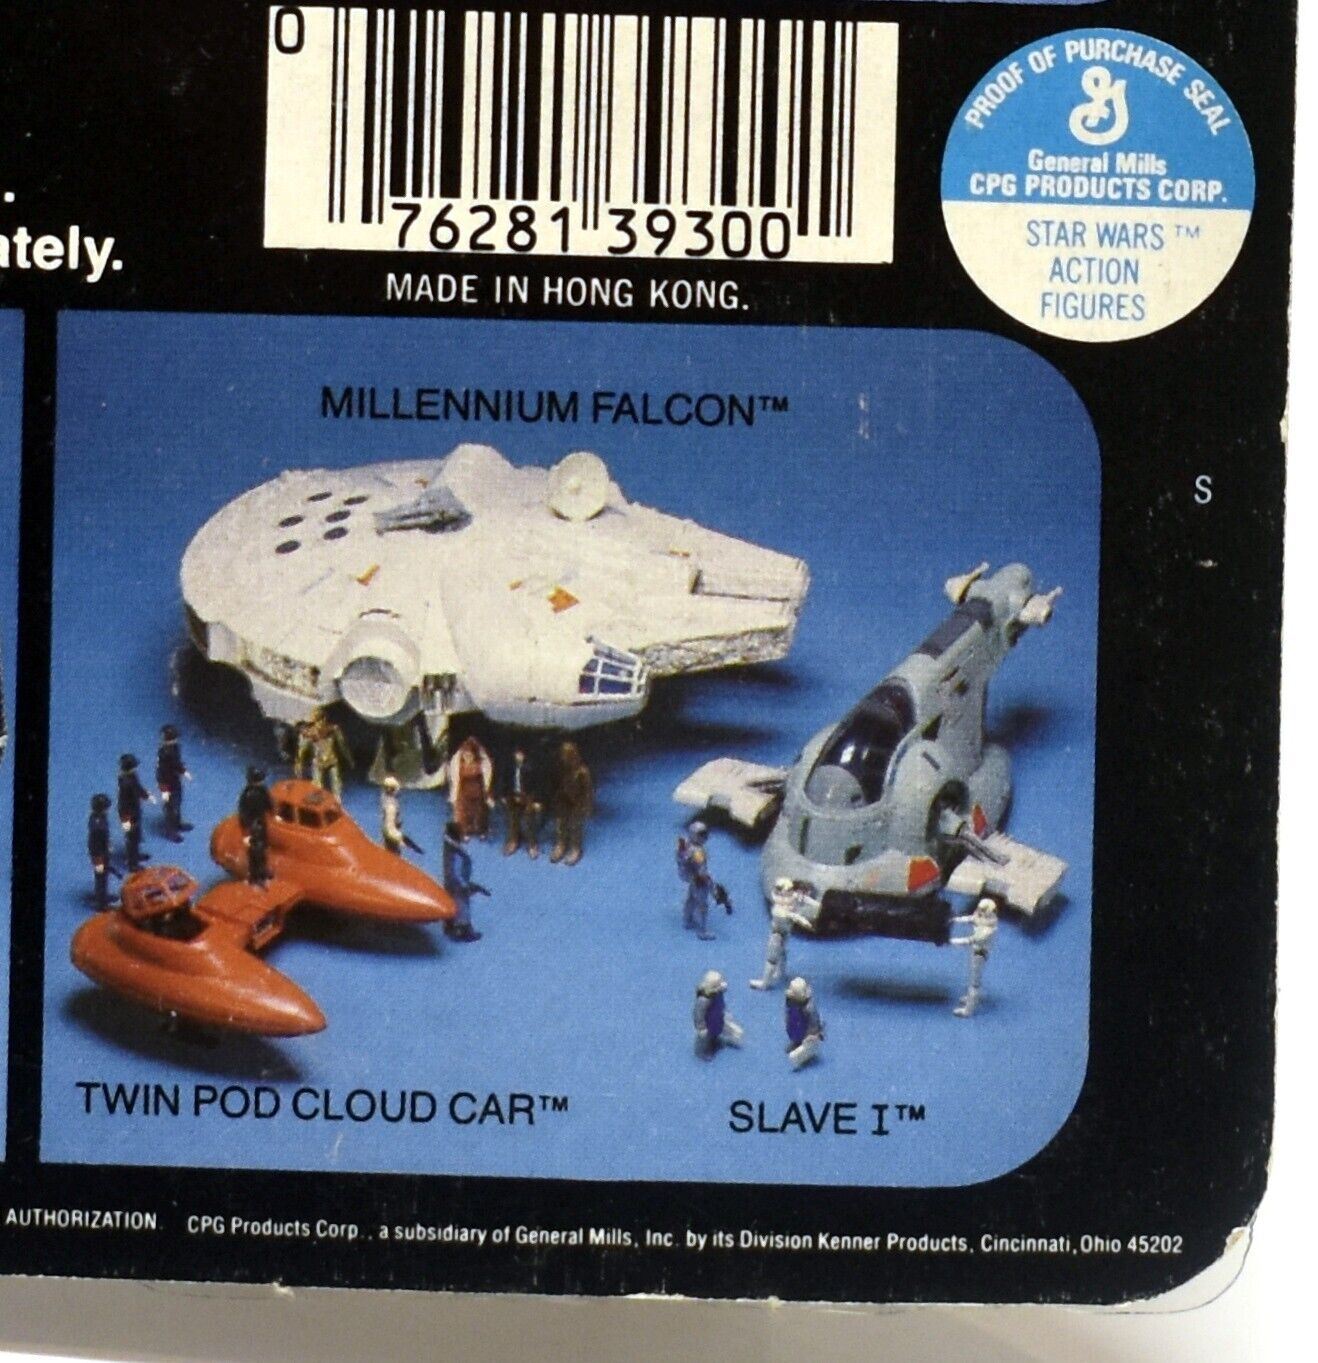 0
76281 39300
MADE IN HONG KONG.
PROOF OF PURCHASE SEAL
General Mills
CPG PRODUCTS CORP.
STAR WARS ™
ACTION
FIGURES
.
ately.
MILLENNIUM FALCON™
S
TWIN POD CLOUD CAR™
SLAVE I™
AUTHORIZATION. CPG Products Corp., a subsidiary of General Mills, Inc. by its Division Kenner Products, Cincinnati, Ohio 45202